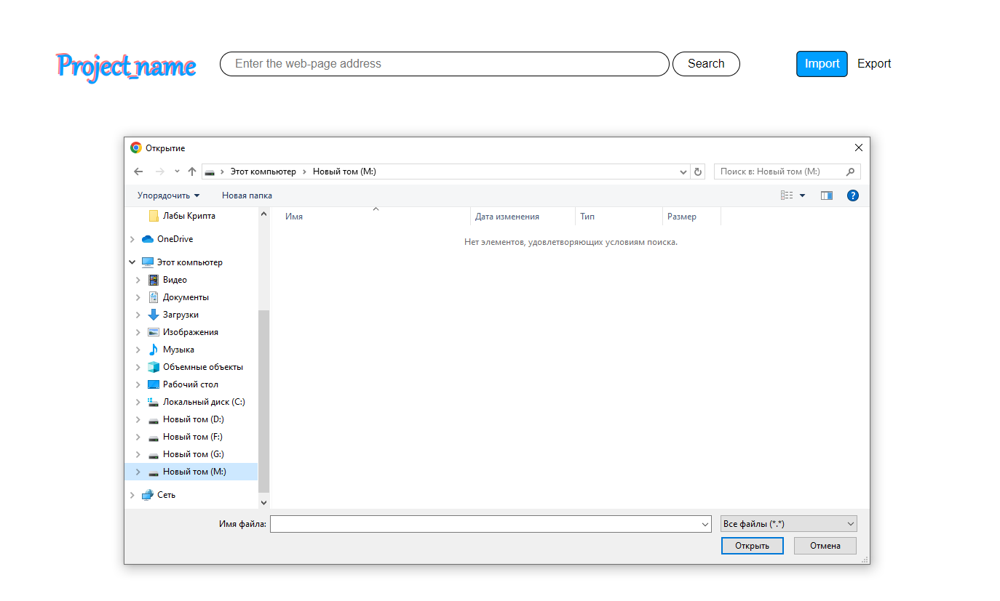 Project_name
Enter the web-page address
Search
Import
Export
Открытие
Этот компьютер
Новый том (M:)
Поиск в: Новый том (M:)
Упорядочить
Новая папка
?
Лабы Крипта
OneDrive
Этот компьютер
Видео
Документы
Загрузки
Изображения
Музыка
Объемные объекты
Рабочий стол
Локальный диск (C:)
Новый том (D:)
Новый том (F:)
Новый том (G:)
Новый том (M:)
Сеть
Имя
Дата изменения
Тип
Размер
Нет элементов, удовлетворяющих условиям поиска.
Имя файла:
Все файлы (*.*)
Открыть
Отмена